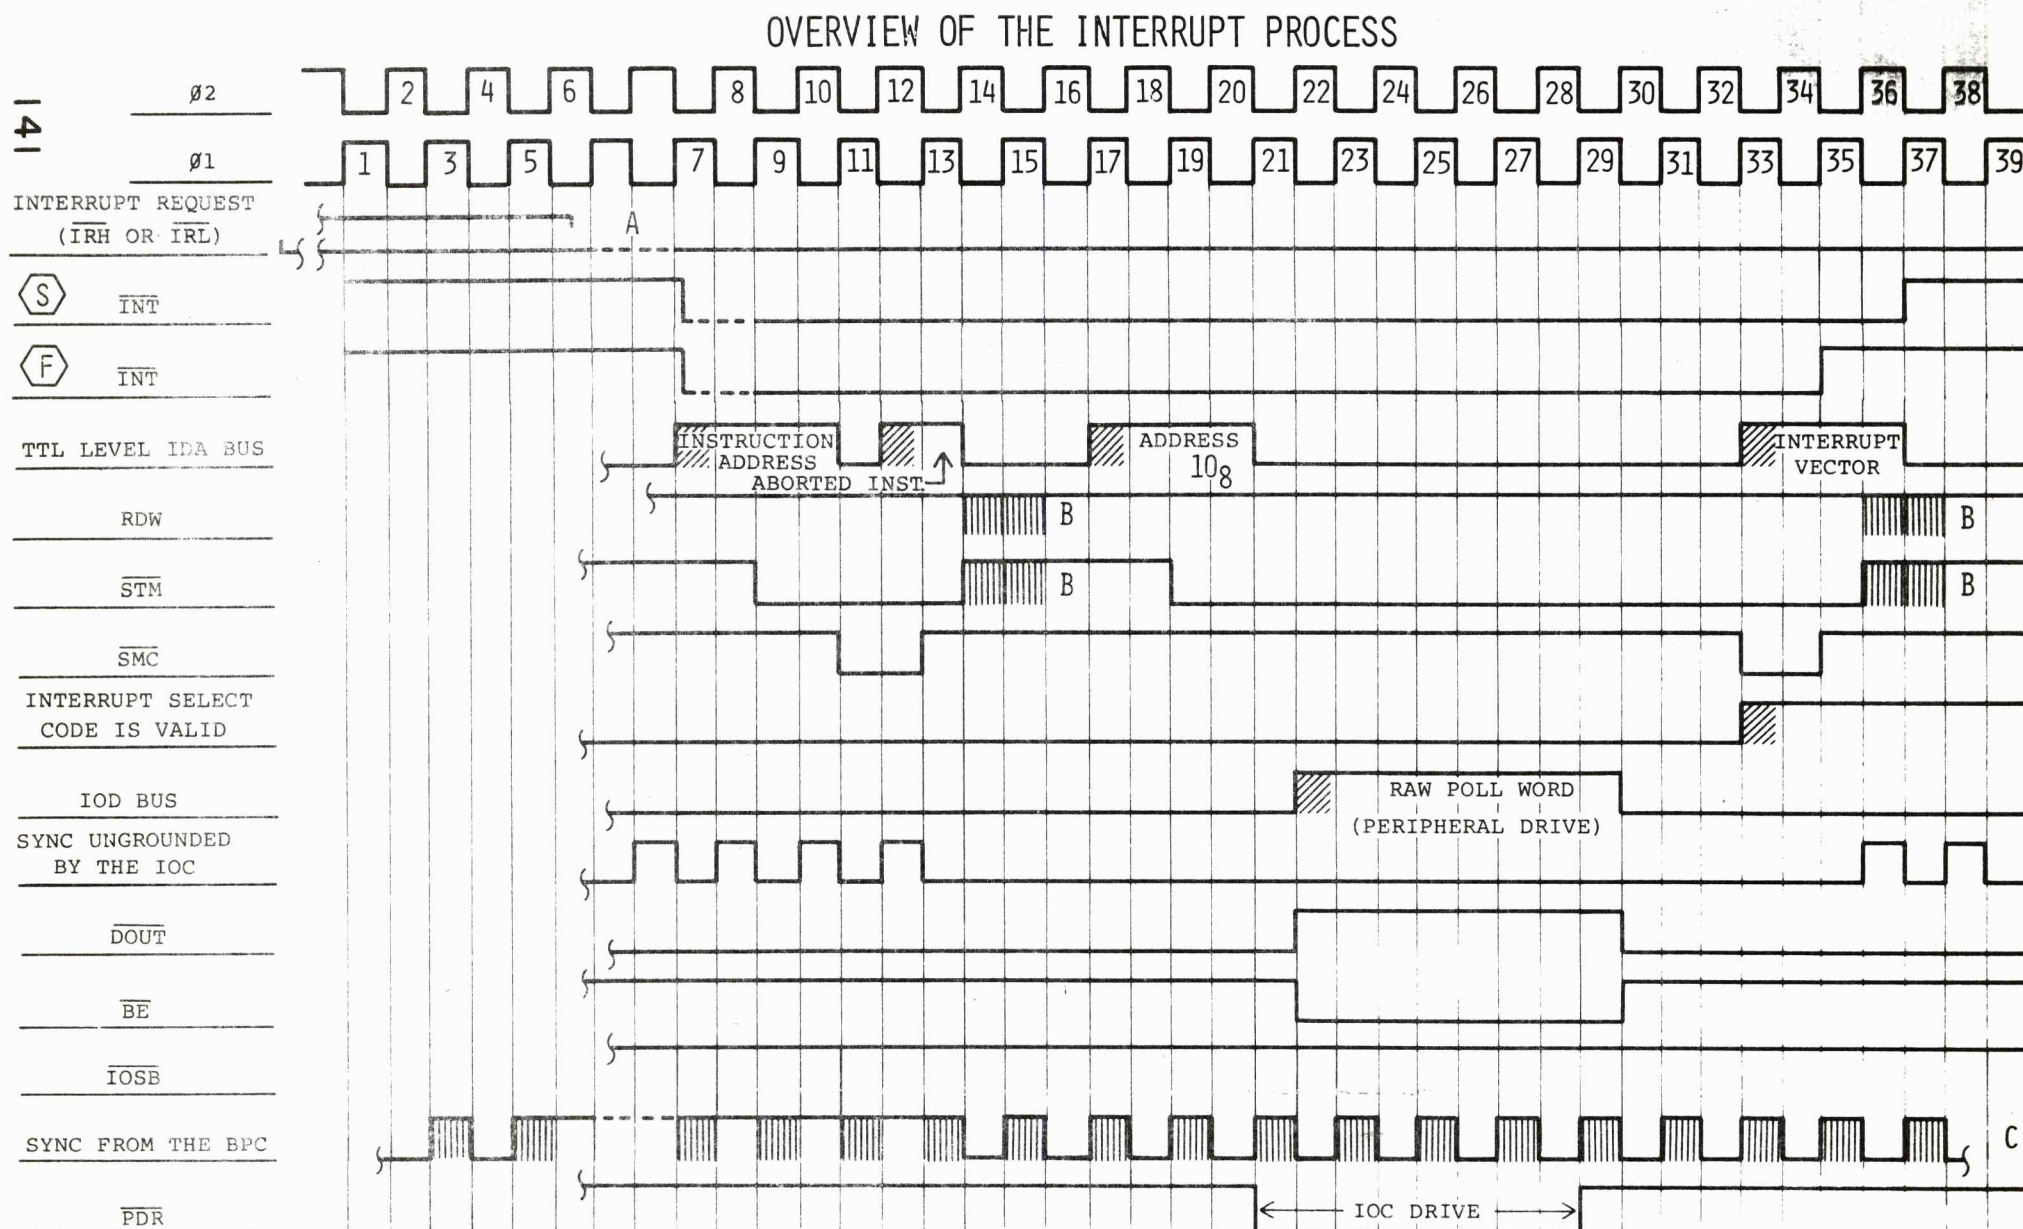 OVERVIEW OF THE INTERRUPT PROCESS
141
ø2
2 4 6 8 10 12 14 16 18 20 22 24 26 28 30 32 34 36 38
ø1
1 3 5 7 9 11 13 15 17 19 21 23 25 27 29 31 33 35 37 39
INTERRUPT REQUEST
(IRH OR IRL)
A
S INT
F INT
TTL LEVEL IDA BUS
INSTRUCTION
ADDRESS
ABORTED INST.
ADDRESS
10₈
INTERRUPT
VECTOR
RDW
B
B
STM
B
B
SMC
INTERRUPT SELECT
CODE IS VALID
IOD BUS
RAW POLL WORD
(PERIPHERAL DRIVE)
SYNC UNGROUNDED
BY THE IOC
DOUT
BE
IOSB
SYNC FROM THE BPC
C
PDR
IOC DRIVE